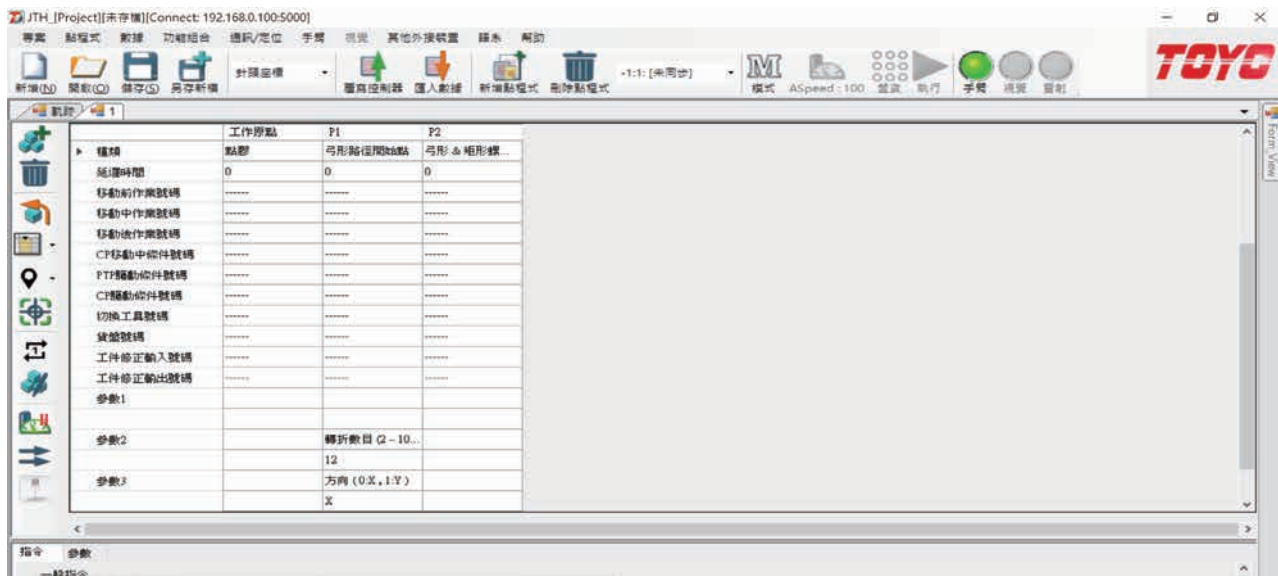 JTH_[Project][未存檔][Connect: 192.168.0.100:5000]
專案 點程式 數據 功能組合 通訊/定位 手臂 視覺 其他外接裝置 幫助
TOYO
新增(N) 開啟(O) 儲存(S) 另存新檔 針頭座標 覆寫控制器 匯入數據 新增點程式 刪除點程式 -1:1: [未同步] 模式 ASpeed : 100 執行 手臂 視覺 雷射
軌跡 1
Form_View
工作原點 P1 P2
種類 點膠 弓形路徑開始點 弓形 & 矩形螺...
延遲時間 0 0 0
移動前作業號碼 ------ ------ ------
移動中作業號碼 ------ ------ ------
移動後作業號碼 ------ ------ ------
CP移動中條件號碼 ------ ------ ------
PTP驅動條件號碼 ------ ------ ------
CP驅動條件號碼 ------ ------ ------
切換工具號碼 ------ ------ ------
貨盤號碼 ------ ------ ------
工件修正輸入號碼 ------ ------ ------
工件修正輸出號碼 ------ ------ ------
參數1
參數2 轉折數目 (2 – 10...
12
參數3 方向 (0:X , 1:Y )
X
指令 參數
一般指令